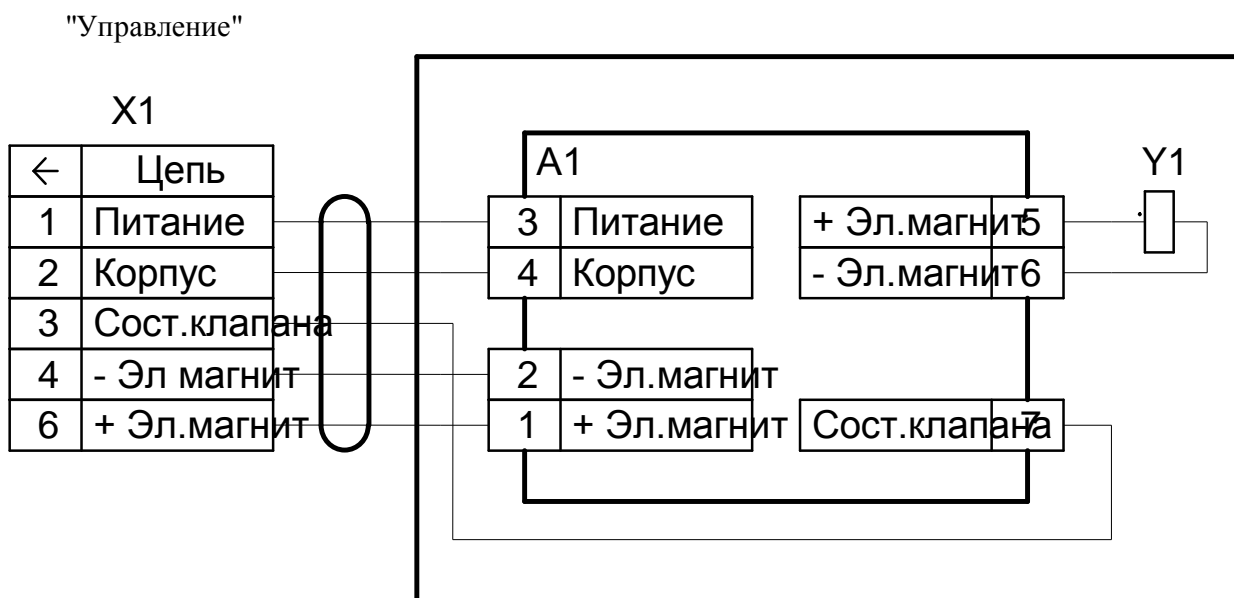 "Управление"
X1
← Цепь
1 Питание
2 Корпус
3 Сост.клапана
4 - Эл магнит
6 + Эл.магнит
A1
3 Питание
4 Корпус
2 - Эл.магнит
1 + Эл.магнит
+ Эл.магнит 5
- Эл.магнит 6
Сост.клапана 7
Y1